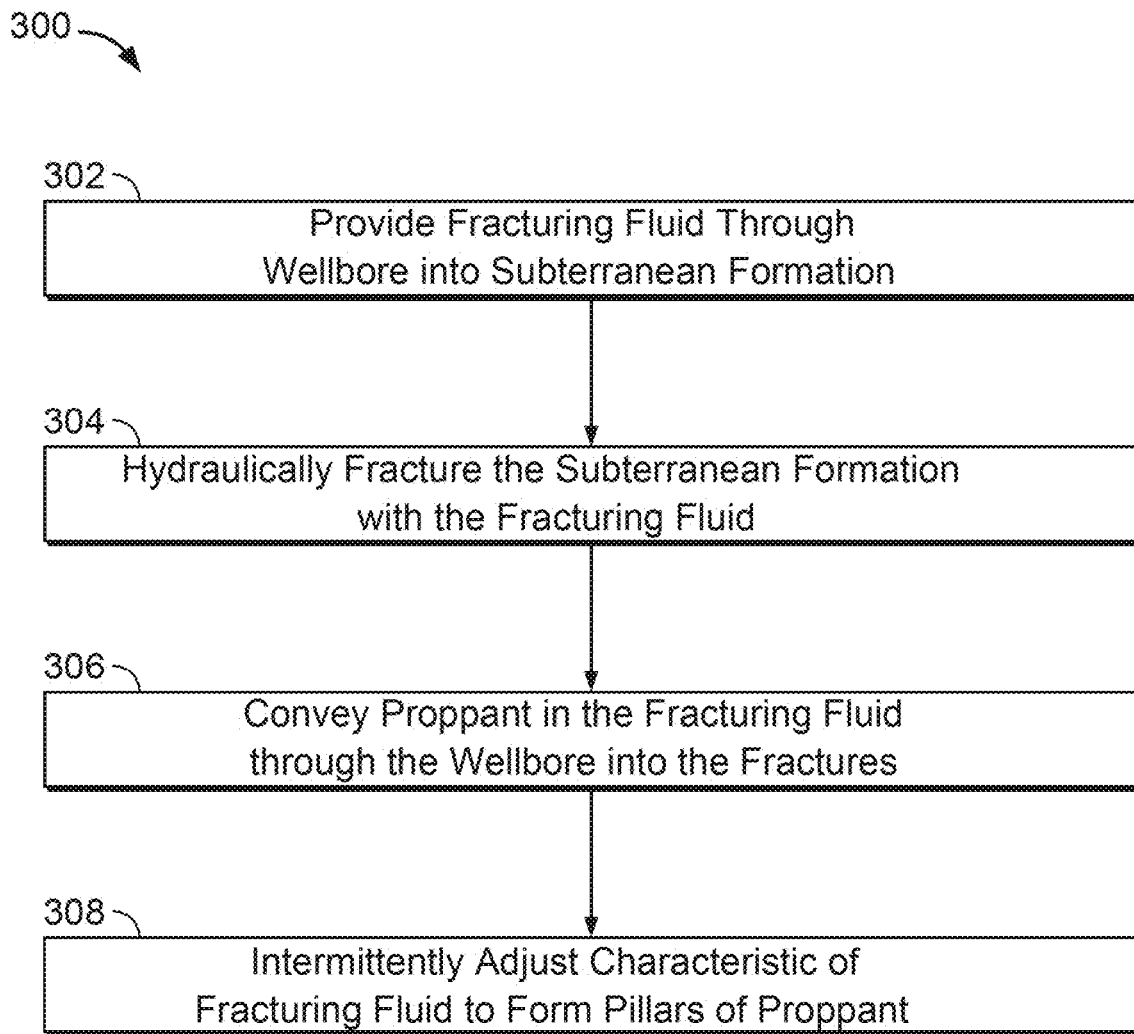 300
302
Provide Fracturing Fluid Through
Wellbore into Subterranean Formation
304
Hydraulically Fracture the Subterranean Formation
with the Fracturing Fluid
306
Convey Proppant in the Fracturing Fluid
through the Wellbore into the Fractures
308
Intermittently Adjust Characteristic of
Fracturing Fluid to Form Pillars of Proppant